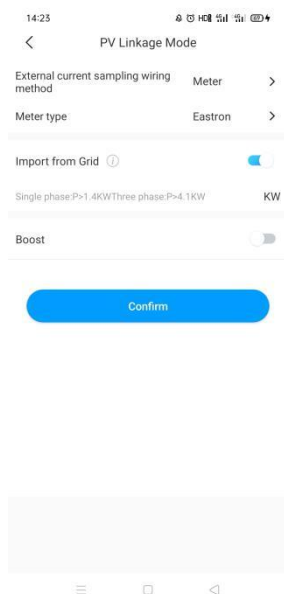 14:23
PV Linkage Mode
External current sampling wiring
method
Meter
Meter type
Eastron
Import from Grid
Single phase:P>1.4KWThree phase:P>4.1KW
KW
Boost
Confirm